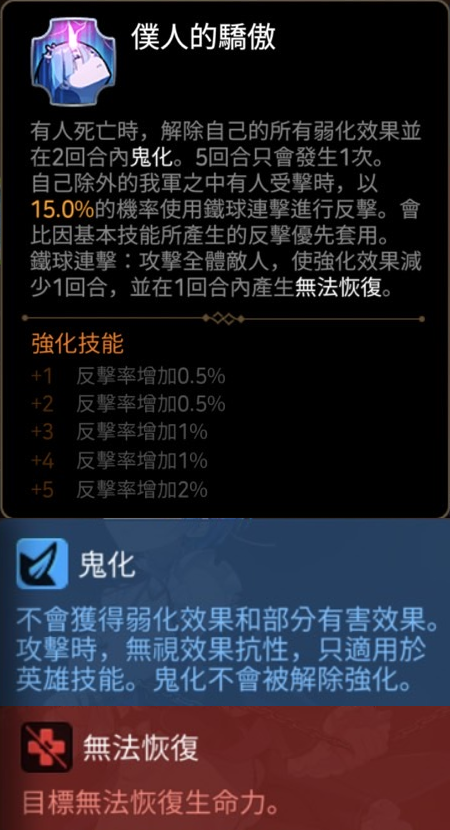 僕人的驕傲
有人死亡時，解除自己的所有弱化效果並
在2回合內鬼化。5回合只會發生1次。
自己除外的我軍之中有人受擊時，以
15.0%的機率使用鐵球連擊進行反擊。會
比因基本技能所產生的反擊優先套用。
鐵球連擊：攻擊全體敵人，使強化效果減
少1回合，並在1回合內產生無法恢復。
強化技能
+1 反擊率增加0.5%
+2 反擊率增加0.5%
+3 反擊率增加1%
+4 反擊率增加1%
+5 反擊率增加2%
鬼化
不會獲得弱化效果和部分有害效果。
攻擊時，無視效果抗性，只適用於
英雄技能。鬼化不會被解除強化。
無法恢復
目標無法恢復生命力。